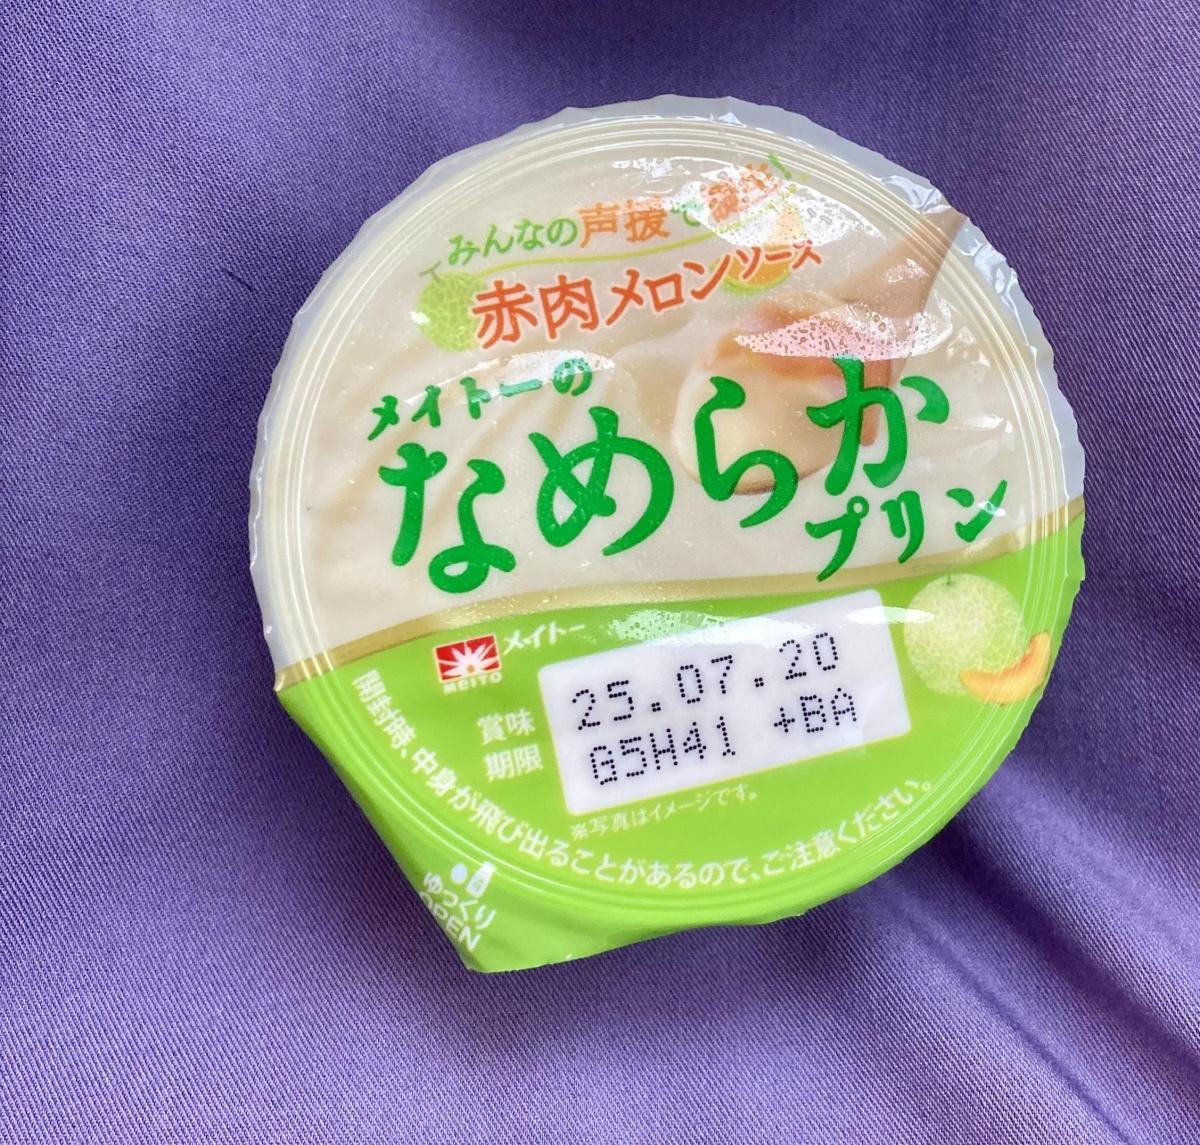 みんなの声援で
赤肉メロンソース
メイトーの
なめらか
プリン
MEITO
メイトー
賞味
期限
25.07.20
G5H41 +BA
※写真はイメージです。
開封時、中身が飛び出ることがあるので、ご注意ください。
ゆっくり
OPEN